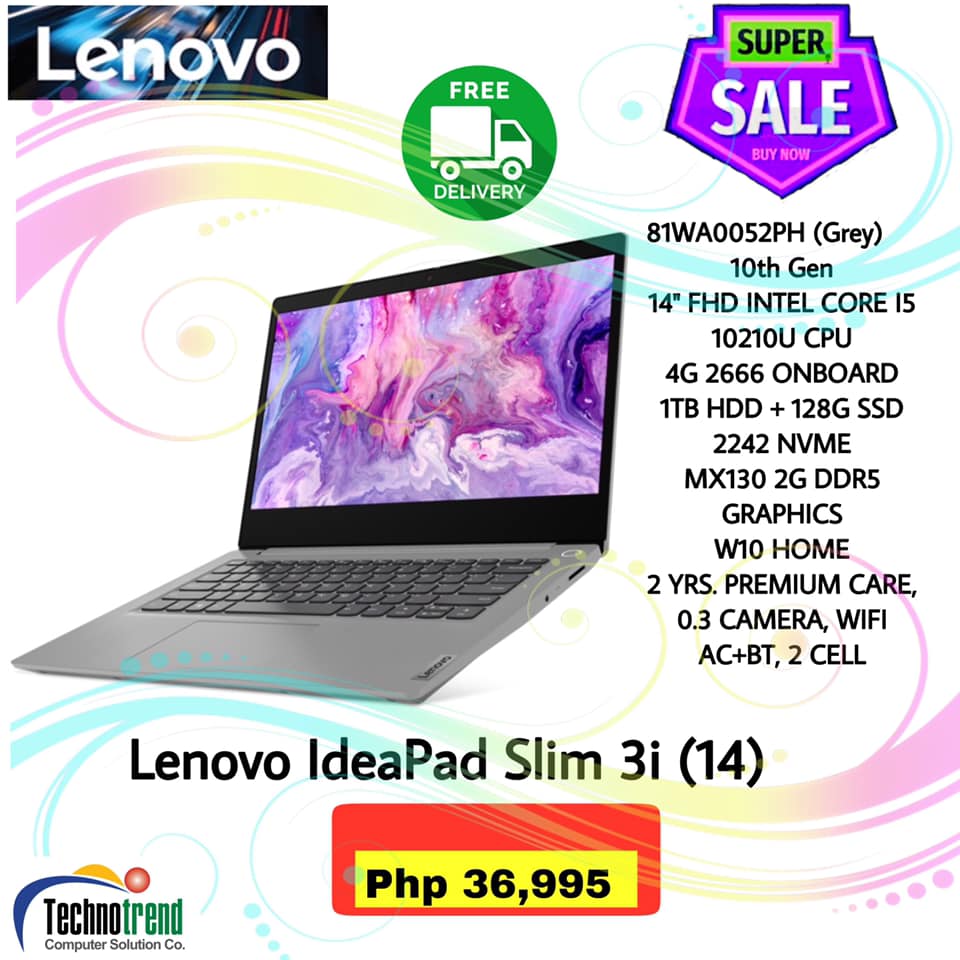 Lenovo
FREE
DELIVERY
SUPER
SALE
BUY NOW
81WA0052PH (Grey)
10th Gen
14" FHD INTEL CORE I5
10210U CPU
4G 2666 ONBOARD
1TB HDD + 128G SSD
2242 NVME
MX130 2G DDR5
GRAPHICS
W10 HOME
2 YRS. PREMIUM CARE,
0.3 CAMERA, WIFI
AC+BT, 2 CELL
Lenovo
Lenovo IdeaPad Slim 3i (14)
Php 36,995
Technotrend
Computer Solution Co.